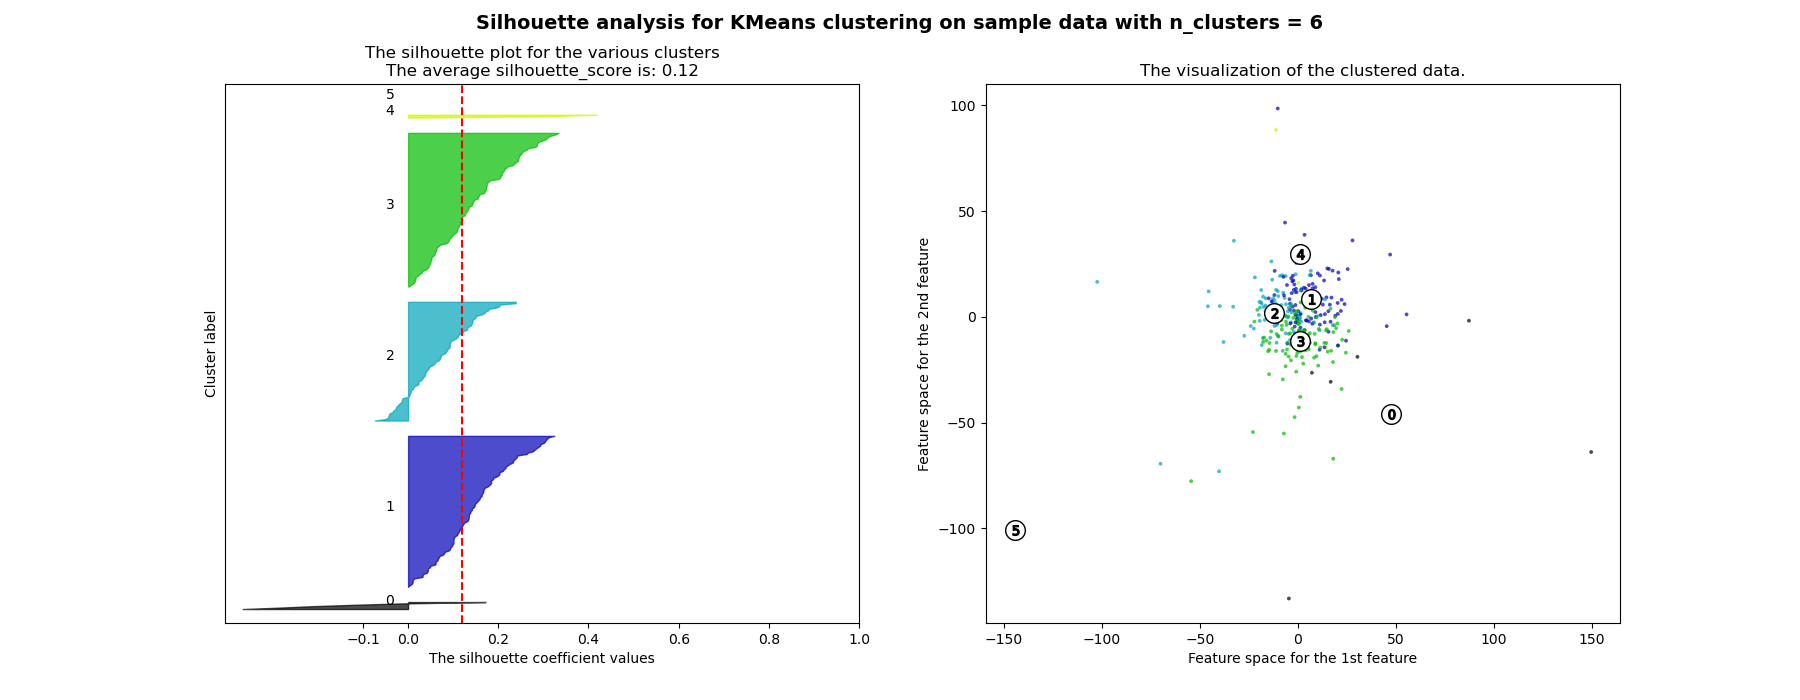 Silhouette analysis for KMeans clustering on sample data with n_clusters = 6
The silhouette plot for the various clusters
The average silhouette_score is: 0.12
5
4
3
2
1
0
Cluster label
−0.1 0.0 0.2 0.4 0.6 0.8 1.0
The silhouette coefficient values
The visualization of the clustered data.
100
50
0
−50
−100
Feature space for the 2nd feature
4
1
2
3
0
5
−150 −100 −50 0 50 100 150
Feature space for the 1st feature